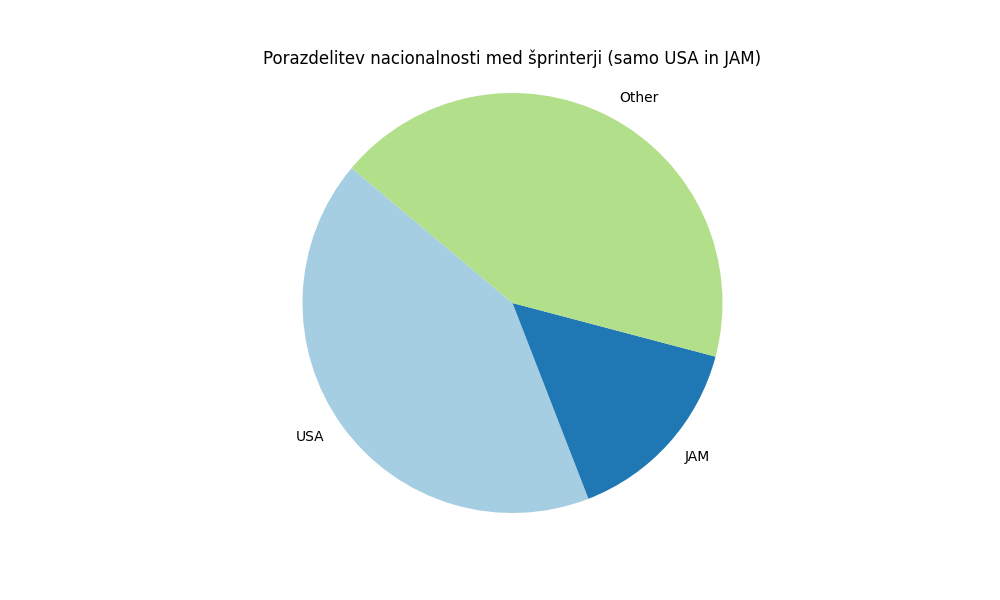 Porazdelitev nacionalnosti med šprinterji (samo USA in JAM)
Other
USA
JAM